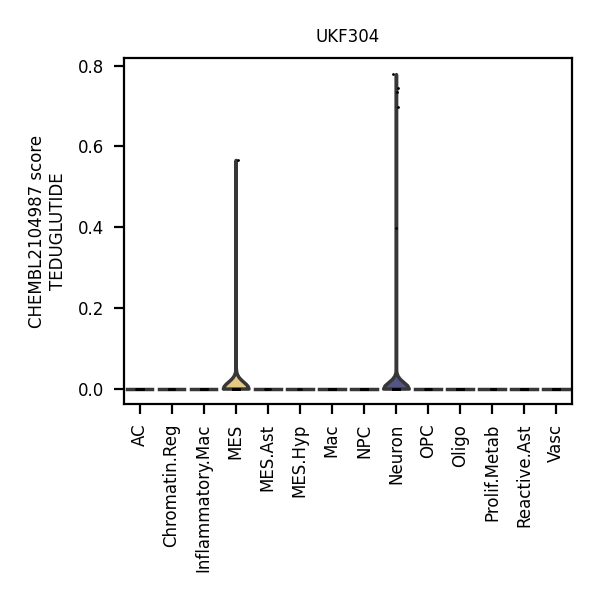 UKF304
CHEMBL2104987 score
TEDUGLUTIDE
0.8
0.6
0.4
0.2
0.0
AC
Chromatin.Reg
Inflammatory.Mac
MES
MES.Ast
MES.Hyp
Mac
NPC
Neuron
OPC
Oligo
Prolif.Metab
Reactive.Ast
Vasc